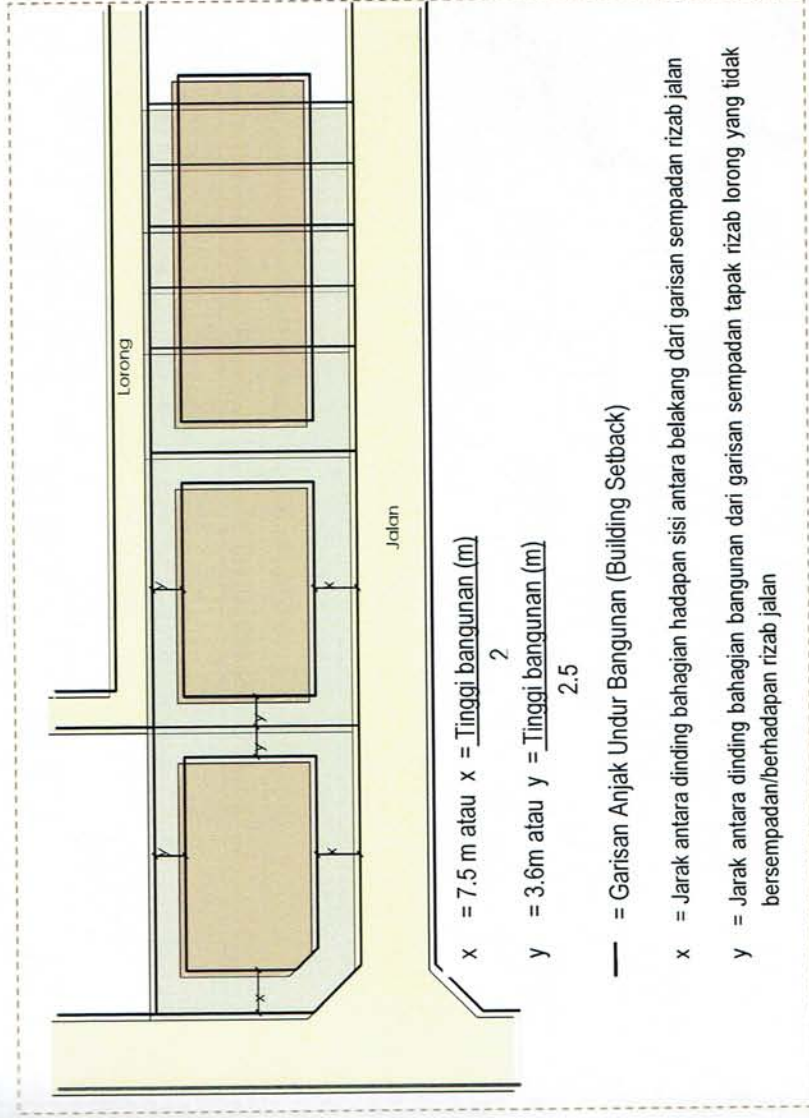 Lorong
y
y
x
y
y
x
x
Jalan
x = 7.5 m atau x = Tinggi bangunan (m)
2
y = 3.6m atau y = Tinggi bangunan (m)
2.5
— = Garisan Anjak Undur Bangunan (Building Setback)
x = Jarak antara dinding bahagian hadapan sisi antara belakang dari garisan sempadan rizab jalan
y = Jarak antara dinding bahagian bangunan dari garisan sempadan tapak rizab lorong yang tidak
bersempadan/berhadapan rizab jalan